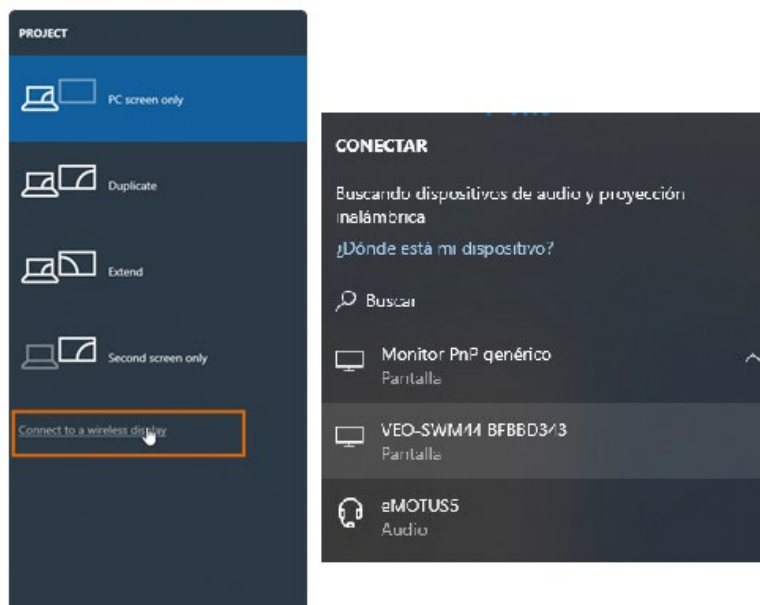 PROJECT
PC screen only
Duplicate
Extend
Second screen only
Connect to a wireless display
CONECTAR
Buscando dispositivos de audio y proyección
inalámbrica
¿Dónde está mi dispositivo?
Buscar
Monitor PnP genérico
Pantalla
VEO-SWM44 BFBBD343
Pantalla
eMOTUS5
Audio